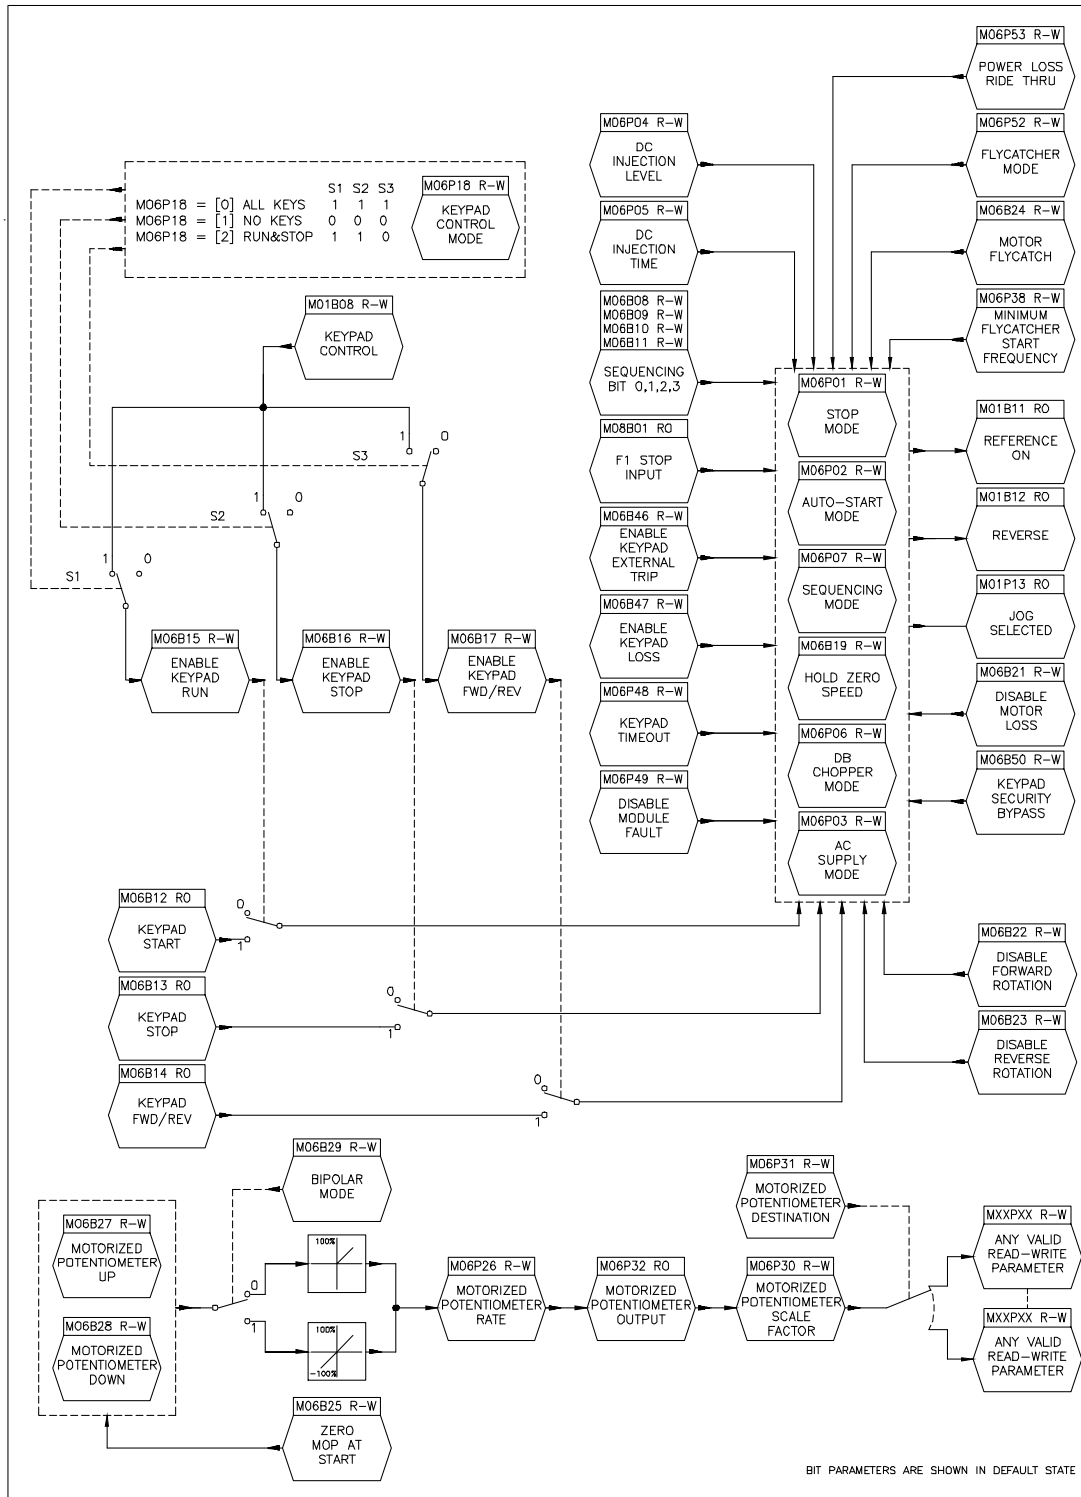 M06P53 R-W
POWER LOSS
RIDE THRU
M06P04 R-W
DC
INJECTION
LEVEL
M06P52 R-W
FLYCATCHER
MODE
M06P18 R-W
KEYPAD
CONTROL
MODE
S1 S2 S3
M06P18 = [0] ALL KEYS 1 1 1
M06P18 = [1] NO KEYS 0 0 0
M06P18 = [2] RUN&STOP 1 1 0
M06P05 R-W
DC
INJECTION
TIME
M06B24 R-W
MOTOR
FLYCATCH
M01B08 R-W
KEYPAD
CONTROL
M06B08 R-W
M06B09 R-W
M06B10 R-W
M06B11 R-W
SEQUENCING
BIT 0,1,2,3
M06P38 R-W
MINIMUM
FLYCATCHER
START
FREQUENCY
M06P01 R-W
STOP
MODE
M08B01 RO
F1 STOP
INPUT
M01B11 RO
REFERENCE
ON
1 0
S3
M06P02 R-W
AUTO-START
MODE
M06B46 R-W
ENABLE
KEYPAD
EXTERNAL
TRIP
M01B12 RO
REVERSE
1 0
S2
M06P07 R-W
SEQUENCING
MODE
1 0
S1
M06B47 R-W
ENABLE
KEYPAD
LOSS
M01P13 RO
JOG
SELECTED
M06B15 R-W
ENABLE
KEYPAD
RUN
M06B16 R-W
ENABLE
KEYPAD
STOP
M06B17 R-W
ENABLE
KEYPAD
FWD/REV
M06B19 R-W
HOLD ZERO
SPEED
M06P48 R-W
KEYPAD
TIMEOUT
M06B21 R-W
DISABLE
MOTOR
LOSS
M06P06 R-W
DB
CHOPPER
MODE
M06P49 R-W
DISABLE
MODULE
FAULT
M06B50 R-W
KEYPAD
SECURITY
BYPASS
M06P03 R-W
AC
SUPPLY
MODE
M06B12 RO
KEYPAD
START
0
1
M06B22 R-W
DISABLE
FORWARD
ROTATION
M06B13 RO
KEYPAD
STOP
0
1
M06B23 R-W
DISABLE
REVERSE
ROTATION
M06B14 RO
KEYPAD
FWD/REV
0
1
M06B29 R-W
BIPOLAR
MODE
M06P31 R-W
MOTORIZED
POTENTIOMETER
DESTINATION
M06B27 R-W
MOTORIZED
POTENTIOMETER
UP
MXXPXX R-W
ANY VALID
READ-WRITE
PARAMETER
0
1
100%
M06P26 R-W
MOTORIZED
POTENTIOMETER
RATE
M06P32 RO
MOTORIZED
POTENTIOMETER
OUTPUT
M06P30 R-W
MOTORIZED
POTENTIOMETER
SCALE
FACTOR
M06B28 R-W
MOTORIZED
POTENTIOMETER
DOWN
100%
-100%
MXXPXX R-W
ANY VALID
READ-WRITE
PARAMETER
M06B25 R-W
ZERO
MOP AT
START
BIT PARAMETERS ARE SHOWN IN DEFAULT STATE